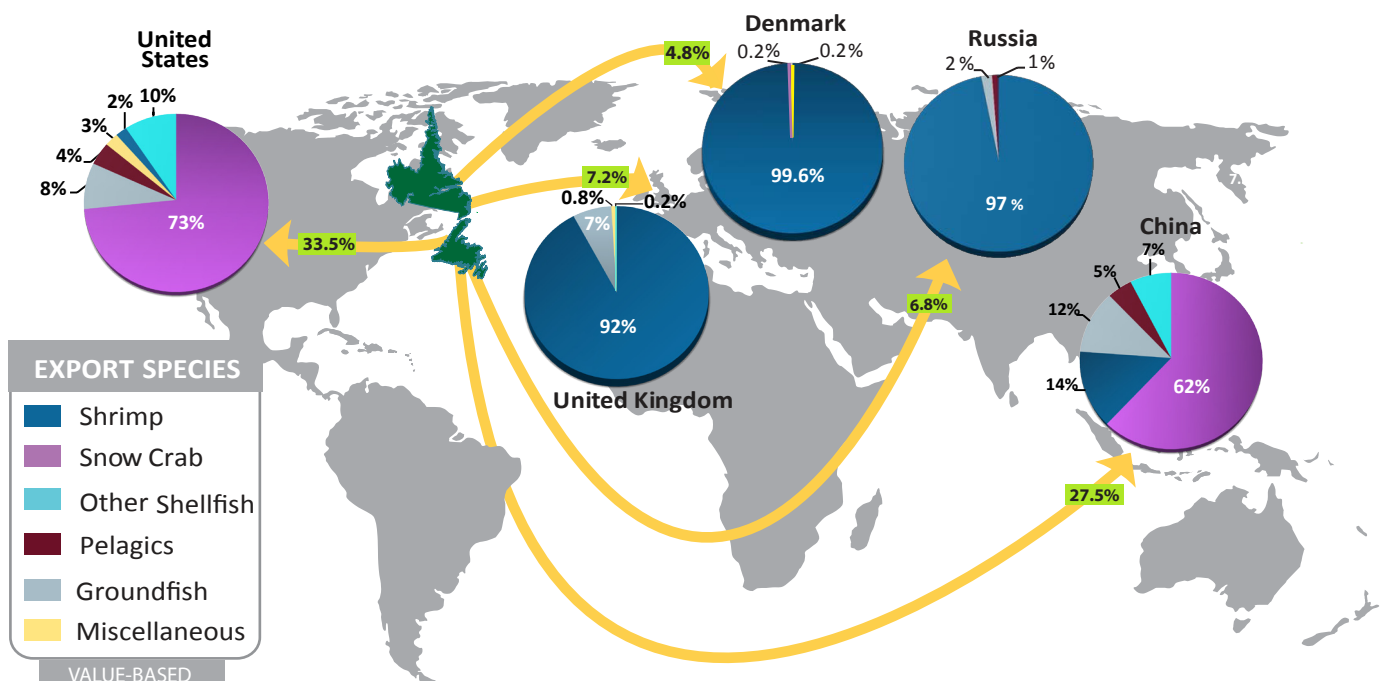 United
States
10%
2%
3%
4%
8%
73%
33.5%
4.8%
7.2%
Denmark
0.2%
0.2%
99.6%
Russia
2 %
1%
97 %
0.8%
0.2%
7%
92%
United Kingdom
6.8%
China
7%
5%
12%
14%
62%
27.5%
7.
EXPORT SPECIES
Shrimp
Snow Crab
Other Shellfish
Pelagics
Groundfish
Miscellaneous
VALUE-BASED